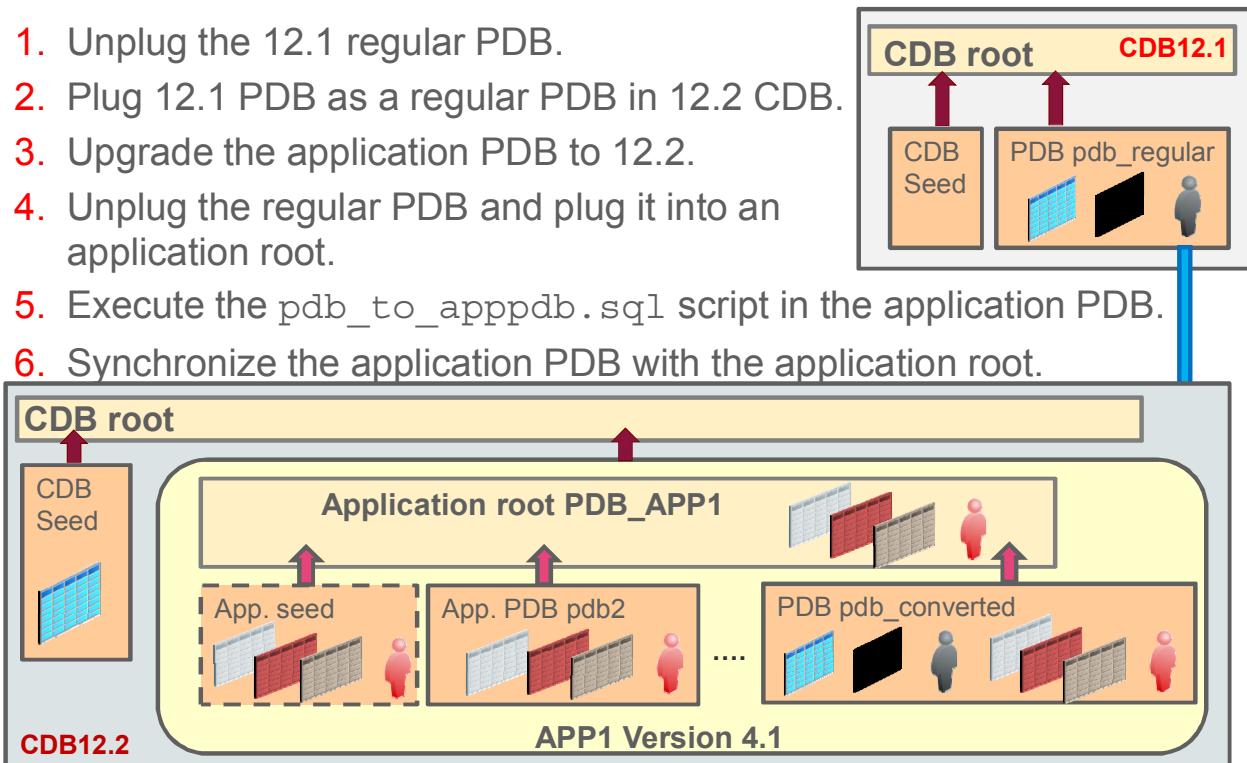 1. Unplug the 12.1 regular PDB.
2. Plug 12.1 PDB as a regular PDB in 12.2 CDB.
3. Upgrade the application PDB to 12.2.
4. Unplug the regular PDB and plug it into an
application root.
5. Execute the pdb_to_apppdb.sql script in the application PDB.
6. Synchronize the application PDB with the application root.
CDB root
CDB12.1
CDB
Seed
PDB pdb_regular
CDB root
CDB
Seed
Application root PDB_APP1
App. seed
App. PDB pdb2
....
PDB pdb_converted
APP1 Version 4.1
CDB12.2